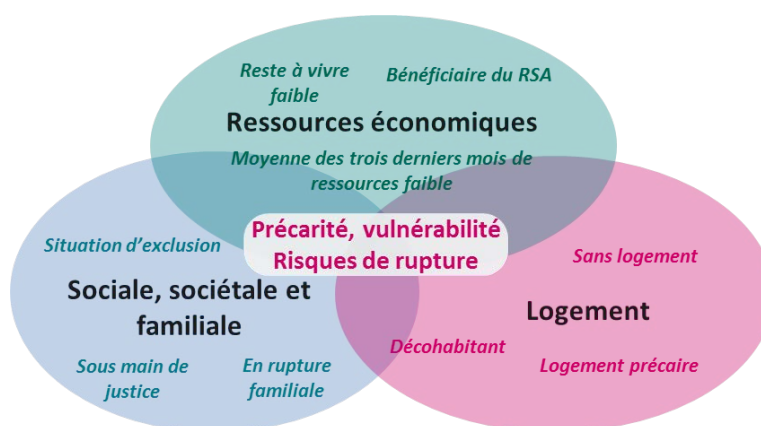 Reste à vivre
faible
Bénéficiaire du RSA
Ressources économiques
Moyenne des trois derniers mois de
ressources faible
Précarité, vulnérabilité
Risques de rupture
Situation d'exclusion
Sociale, sociétale et
familiale
Sous main de
justice
En rupture
familiale
Sans logement
Logement
Décohabitant
Logement précaire